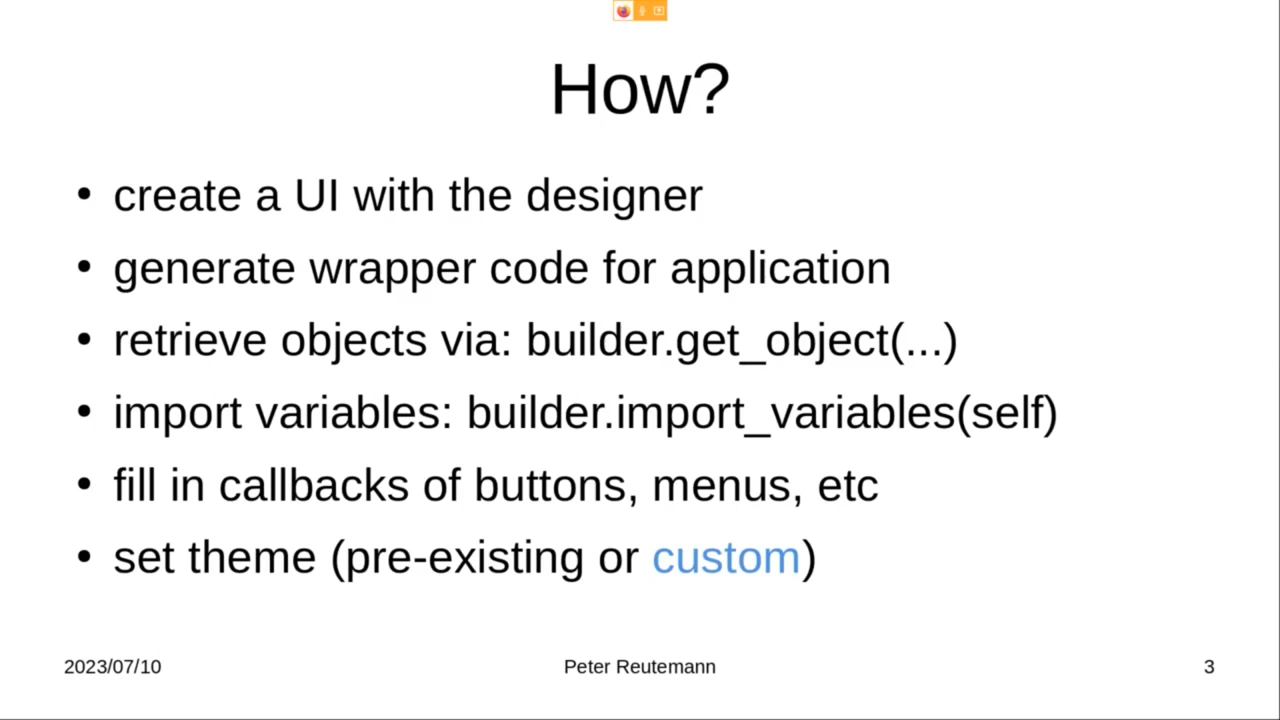 How?
• create a UI with the designer
• generate wrapper code for application
• retrieve objects via: builder.get_object(...)
• import variables: builder.import_variables(self)
• fill in callbacks of buttons, menus, etc
• set theme (pre-existing or custom)
2023/07/10 Peter Reutemann 3